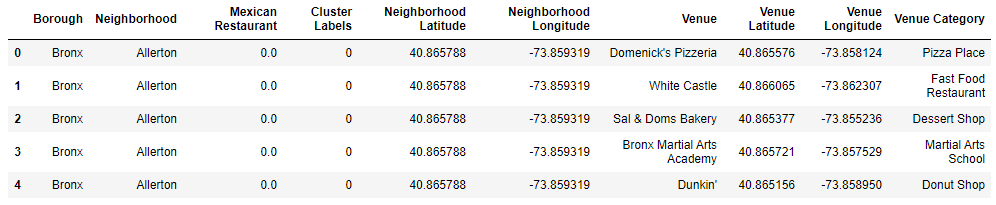 Borough Neighborhood Mexican Restaurant Cluster Labels Neighborhood Latitude Neighborhood Longitude Venue Venue Latitude Venue Longitude Venue Category
0 Bronx Allerton 0.0 0 40.865788 -73.859319 Domenick's Pizzeria 40.865576 -73.858124 Pizza Place
1 Bronx Allerton 0.0 0 40.865788 -73.859319 White Castle 40.866065 -73.862307 Fast Food Restaurant
2 Bronx Allerton 0.0 0 40.865788 -73.859319 Sal & Doms Bakery 40.865377 -73.855236 Dessert Shop
3 Bronx Allerton 0.0 0 40.865788 -73.859319 Bronx Martial Arts Academy 40.865721 -73.857529 Martial Arts School
4 Bronx Allerton 0.0 0 40.865788 -73.859319 Dunkin' 40.865156 -73.858950 Donut Shop